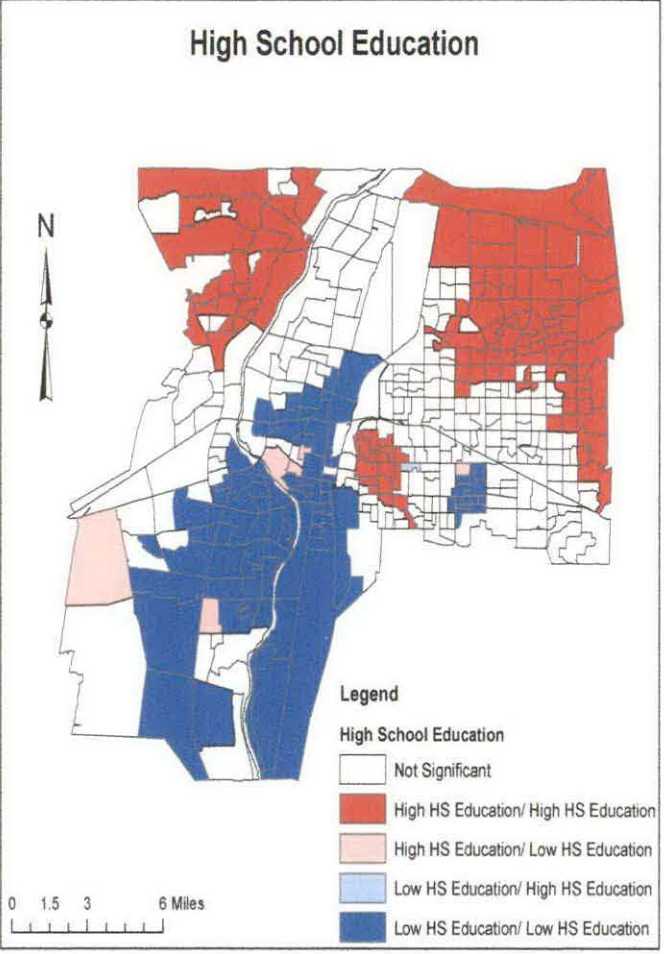 High School Education
N
Legend
High School Education
Not Significant
High HS Education/ High HS Education
High HS Education/ Low HS Education
Low HS Education/ High HS Education
Low HS Education/ Low HS Education
0 1.5 3 6 Miles